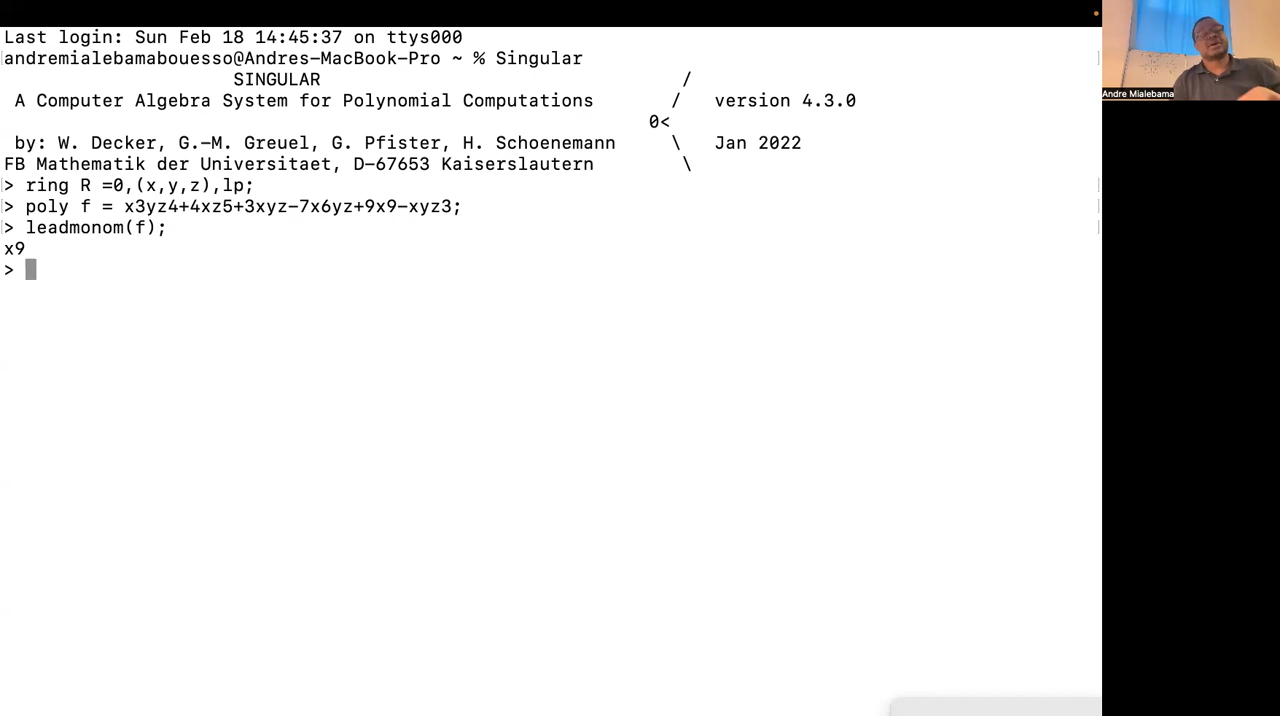 Last login: Sun Feb 18 14:45:37 on ttys000
andremialebamabouesso@Andres-MacBook-Pro ~ % Singular
SINGULAR /
A Computer Algebra System for Polynomial Computations / version 4.3.0
0<
by: W. Decker, G.-M. Greuel, G. Pfister, H. Schoenemann \ Jan 2022
FB Mathematik der Universitaet, D-67653 Kaiserslautern \
> ring R =0,(x,y,z),lp;
> poly f = x3yz4+4xz5+3xyz-7x6yz+9x9-xyz3;
> leadmonom(f);
x9
>
Andre Mialebama